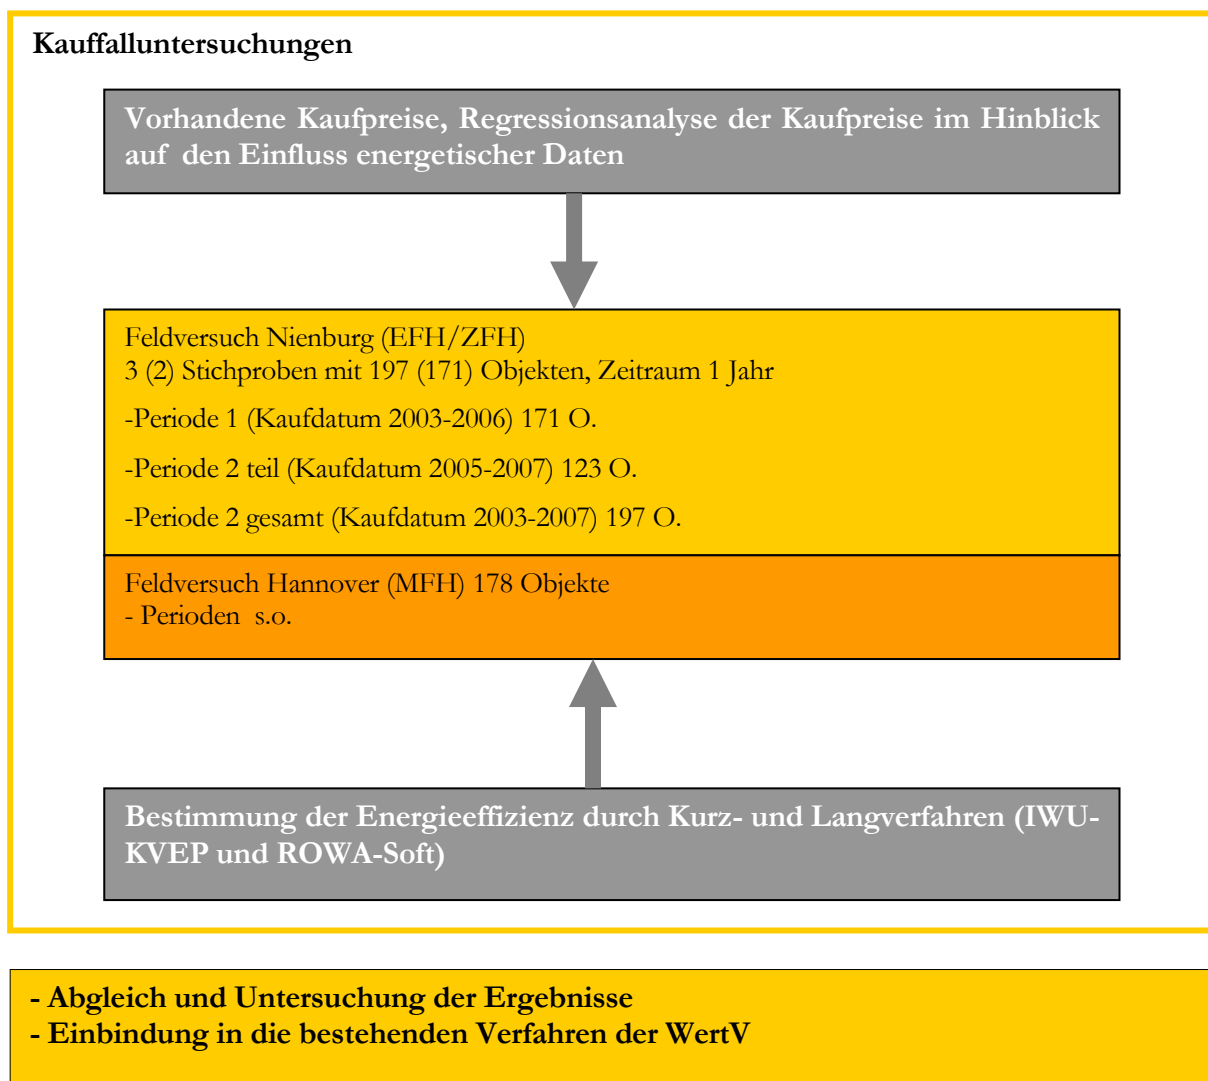 Kauffalluntersuchungen
Vorhandene Kaufpreise, Regressionsanalyse der Kaufpreise im Hinblick
auf den Einfluss energetischer Daten
Feldversuch Nienburg (EFH/ZFH)
3 (2) Stichproben mit 197 (171) Objekten, Zeitraum 1 Jahr
-Periode 1 (Kaufdatum 2003-2006) 171 O.
-Periode 2 teil (Kaufdatum 2005-2007) 123 O.
-Periode 2 gesamt (Kaufdatum 2003-2007) 197 O.
Feldversuch Hannover (MFH) 178 Objekte
- Perioden s.o.
Bestimmung der Energieeffizienz durch Kurz- und Langverfahren (IWU-
KVEP und ROWA-Soft)
- Abgleich und Untersuchung der Ergebnisse
- Einbindung in die bestehenden Verfahren der WertV